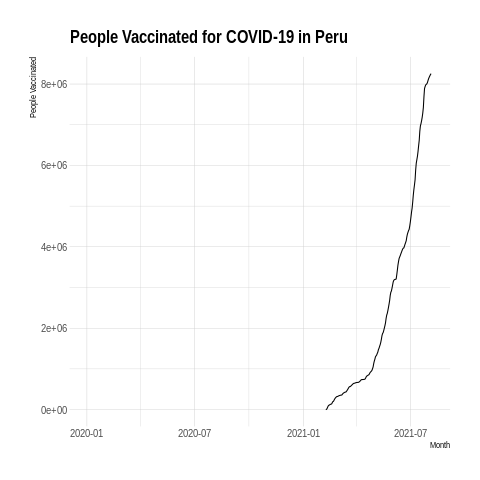 People Vaccinated for COVID-19 in Peru
People Vaccinated
8e+06
6e+06
4e+06
2e+06
0e+00
2020-01 2020-07 2021-01 2021-07
Month